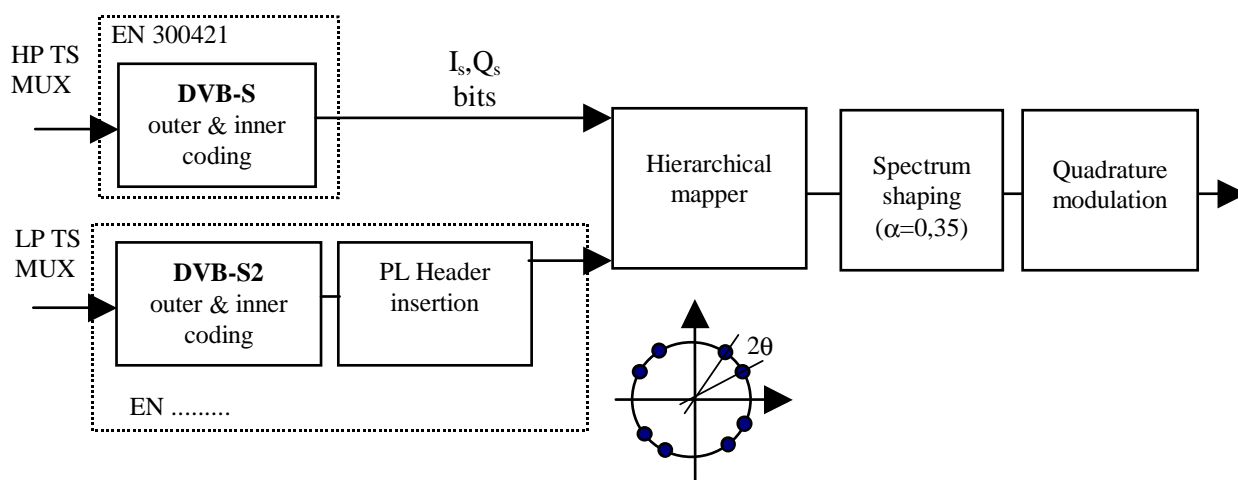 EN 300421
HP TS
MUX
DVB-S
outer & inner
coding
Is,Qs
bits
Hierarchical
mapper
Spectrum
shaping
(α=0,35)
Quadrature
modulation
LP TS
MUX
DVB-S2
outer & inner
coding
PL Header
insertion
EN .........
2θ